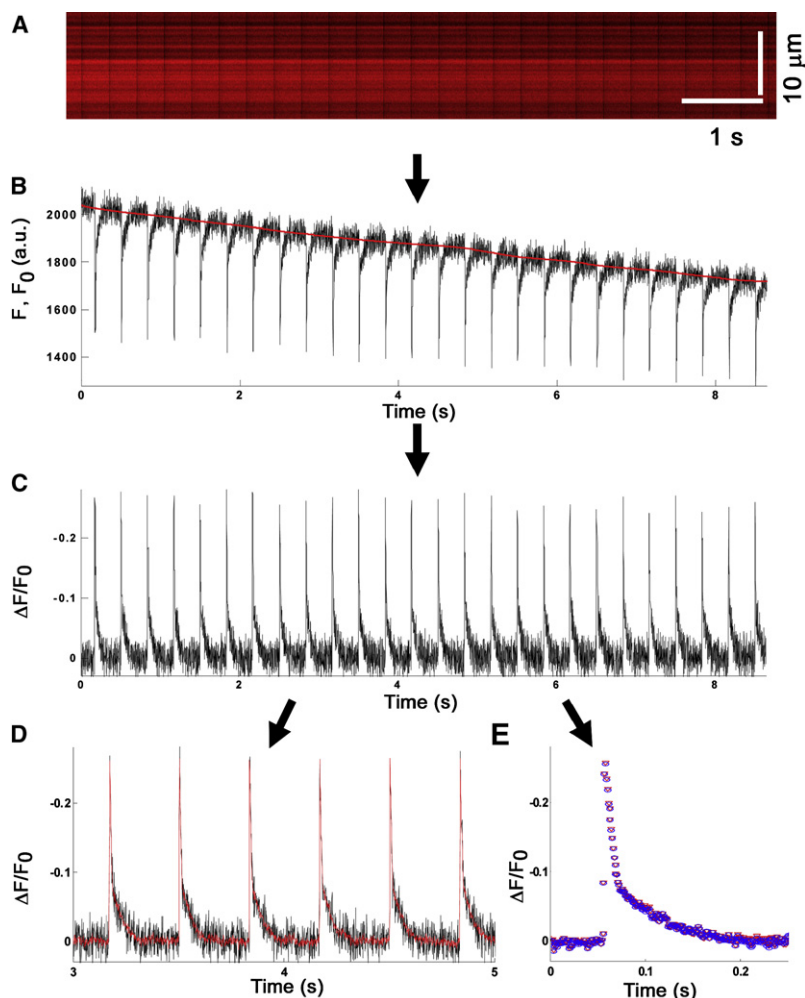 A
10 μm
1 s
B
F, F0 (a.u.)
2000
1800
1600
1400
0 2 4 6 8
Time (s)
C
ΔF/F0
-0.2
-0.1
0
0 2 4 6 8
Time (s)
D
ΔF/F0
-0.2
-0.1
0
3 4 5
Time (s)
E
ΔF/F0
-0.2
-0.1
0
0 0.1 0.2
Time (s)